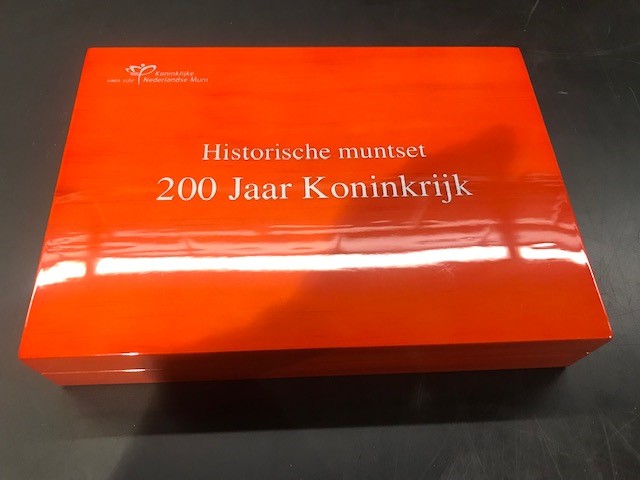 Koninklijke
Nederlandse Munt
Historische muntset
200 Jaar Koninkrijk